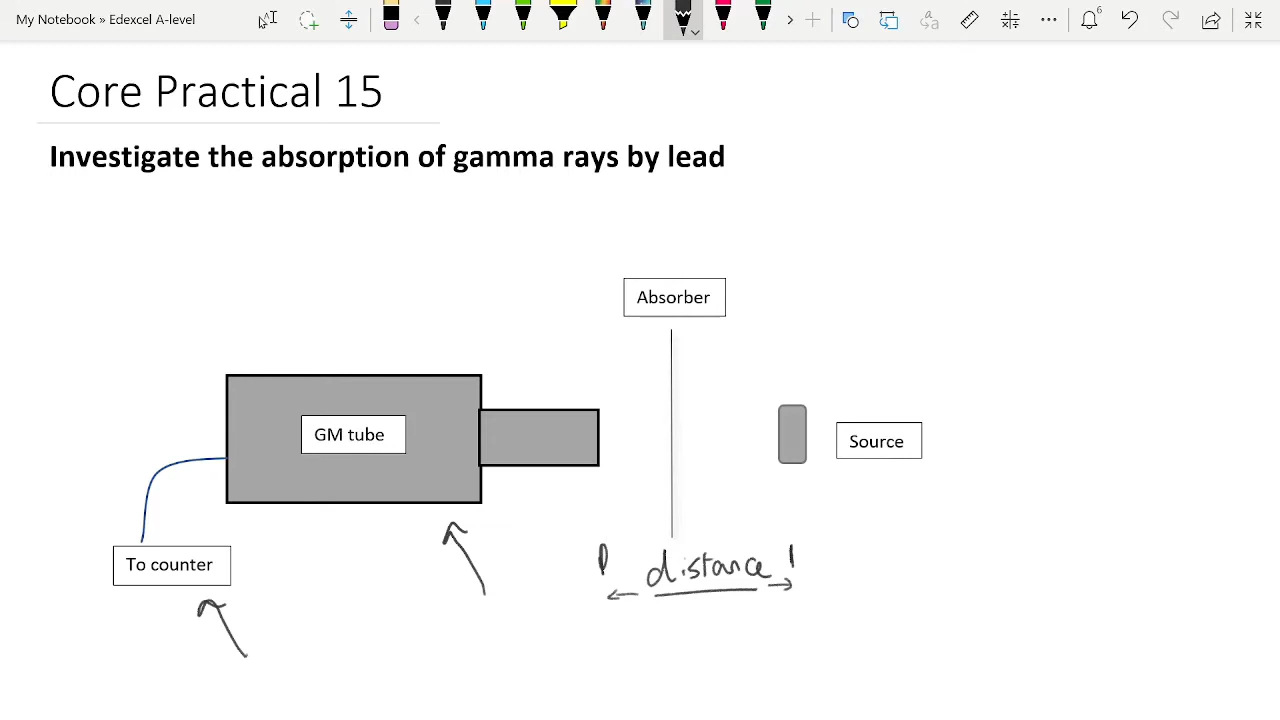 My Notebook » Edexcel A-level
6
Core Practical 15
Investigate the absorption of gamma rays by lead
Absorber
GM tube
Source
To counter
distance